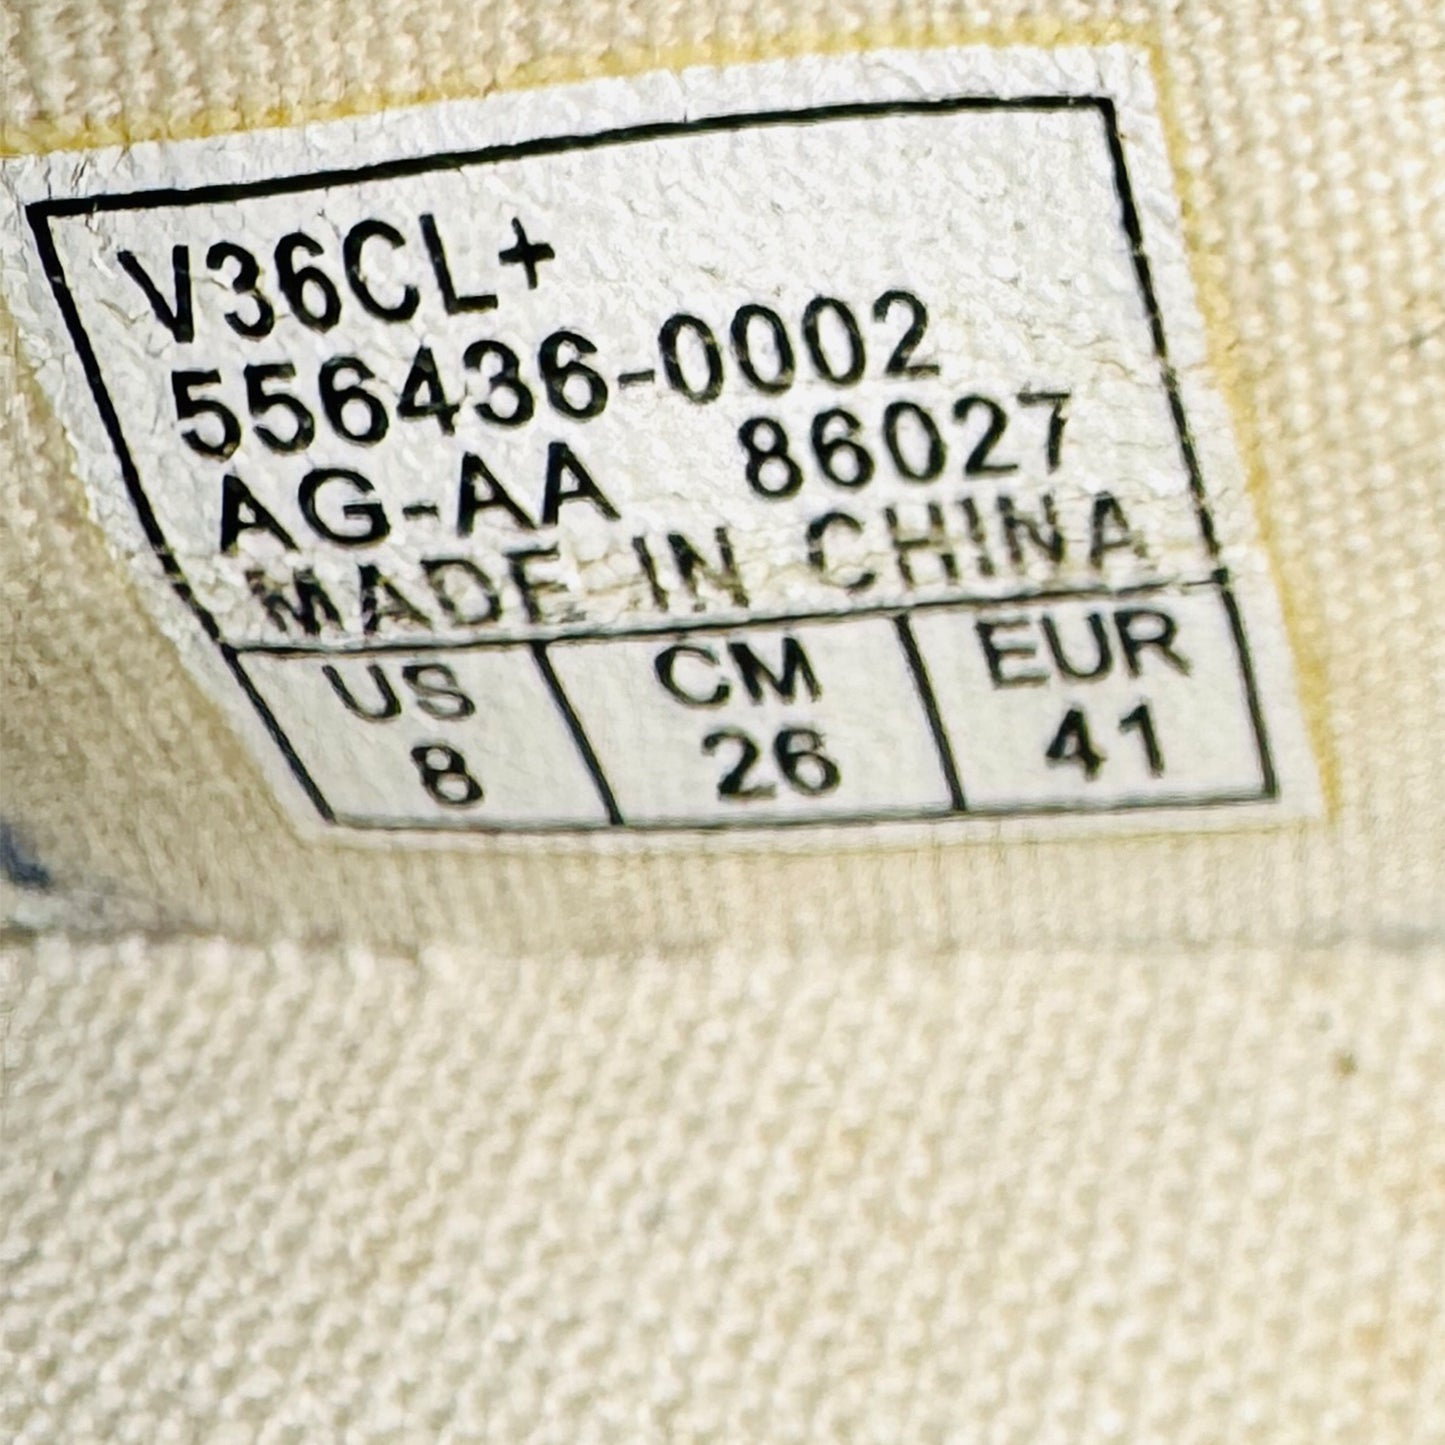 V36CL+
556436-0002
AG-AA 86027
MADE IN CHINA
US CM EUR
8 26 41